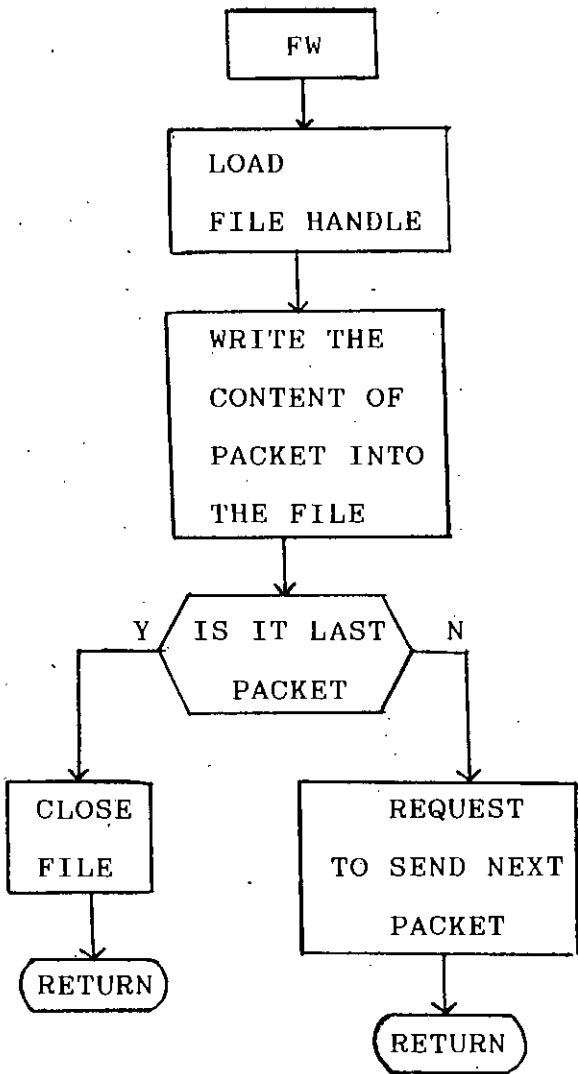 FW
LOAD
FILE HANDLE
WRITE THE
CONTENT OF
PACKET INTO
THE FILE
Y IS IT LAST N
PACKET
CLOSE
FILE
RETURN
REQUEST
TO SEND NEXT
PACKET
RETURN